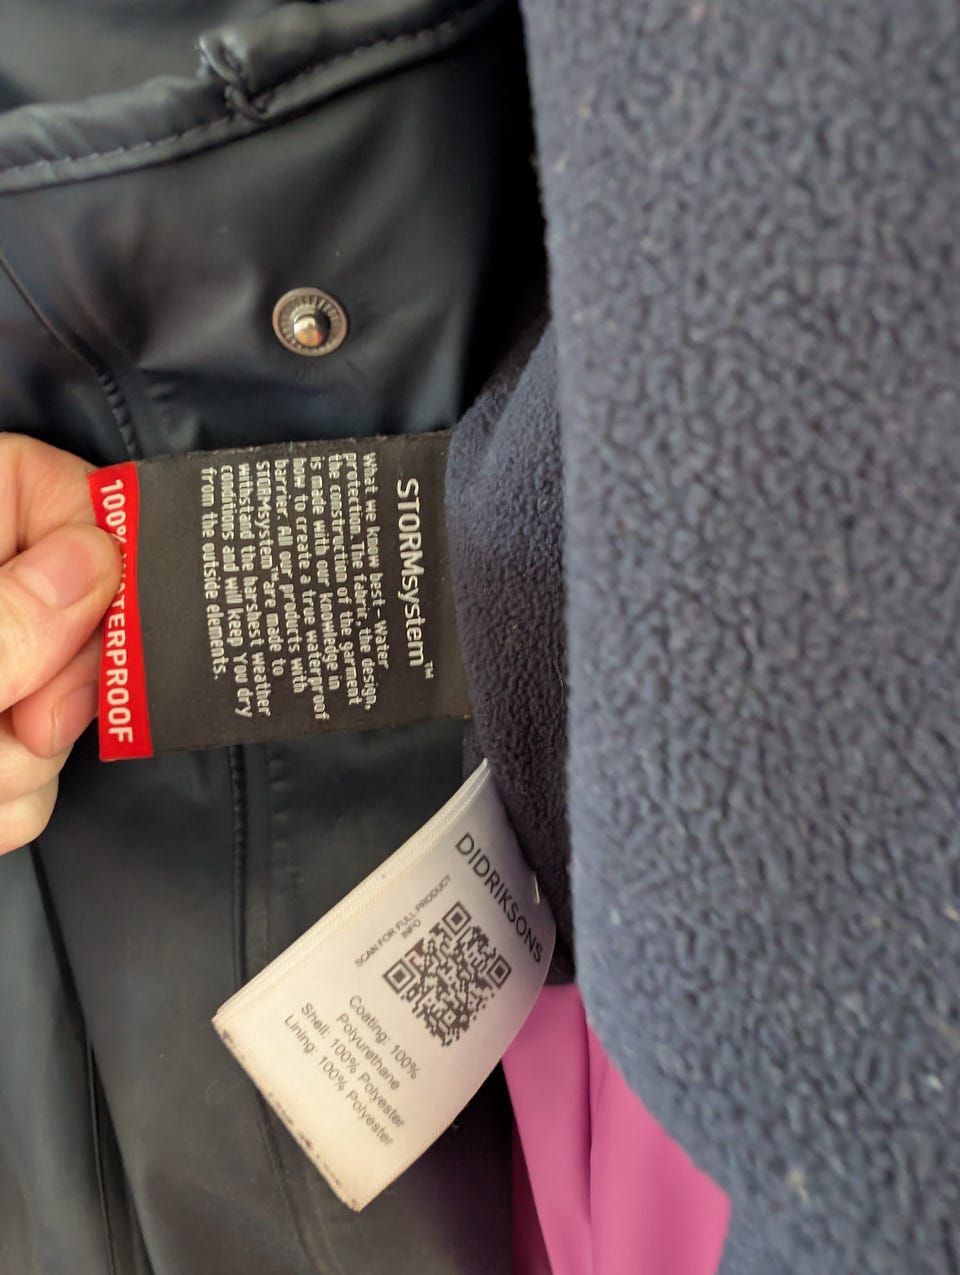 STORMsystem™
What we know best, water
protection. The fabric, the design,
the construction of the garment
is made with our knowledge in
how to create a true waterproof
barrier. All our products with
STORMsystem™ are made to
withstand the harshest weather
conditions and will keep you dry
from the outside elements.
100% WATERPROOF
DIDRIKSONS
SCAN FOR FULL PRODUCT
INFO
Coating: 100%
Polyurethane
Shell: 100% Polyester
Lining: 100% Polyester